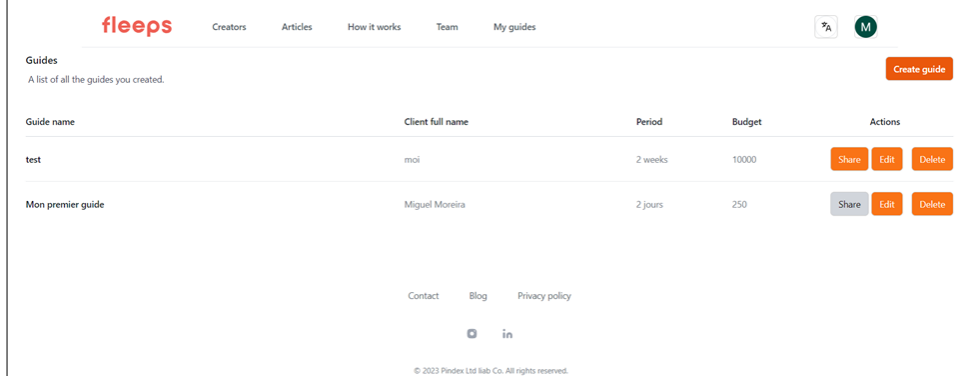 fleeps Creators Articles How it works Team My guides M
Guides
A list of all the guides you created.
Create guide
Guide name Client full name Period Budget Actions
test moi 2 weeks 10000 Share Edit Delete
Mon premier guide Miguel Moreira 2 jours 250 Share Edit Delete
Contact Blog Privacy policy
© 2023 Pindex Ltd liab Co. All rights reserved.